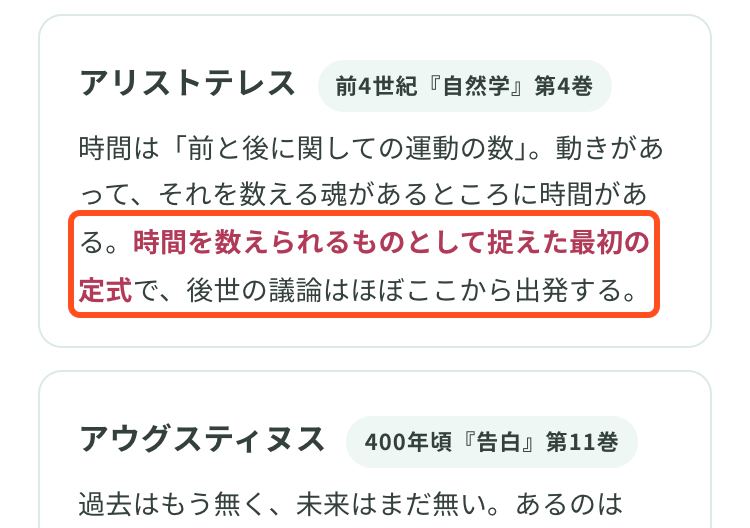 アリストテレス 前4世紀『自然学』第4巻
時間は「前と後に関しての運動の数」。動きがあ
って、それを数える魂があるところに時間があ
る。時間を数えられるものとして捉えた最初の
定式で、後世の議論はほぼここから出発する。
アウグスティヌス 400年頃『告白』第11巻
過去はもう無く、未来はまだ無い。あるのは